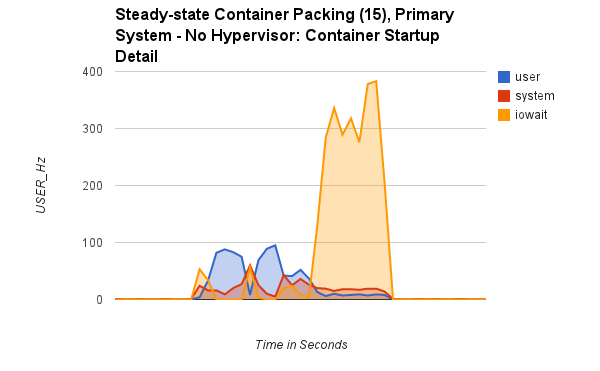 Steady-state Container Packing (15), Primary
System - No Hypervisor: Container Startup
Detail
400
300
200
100
0
USER_Hz
Time in Seconds
user
system
iowait